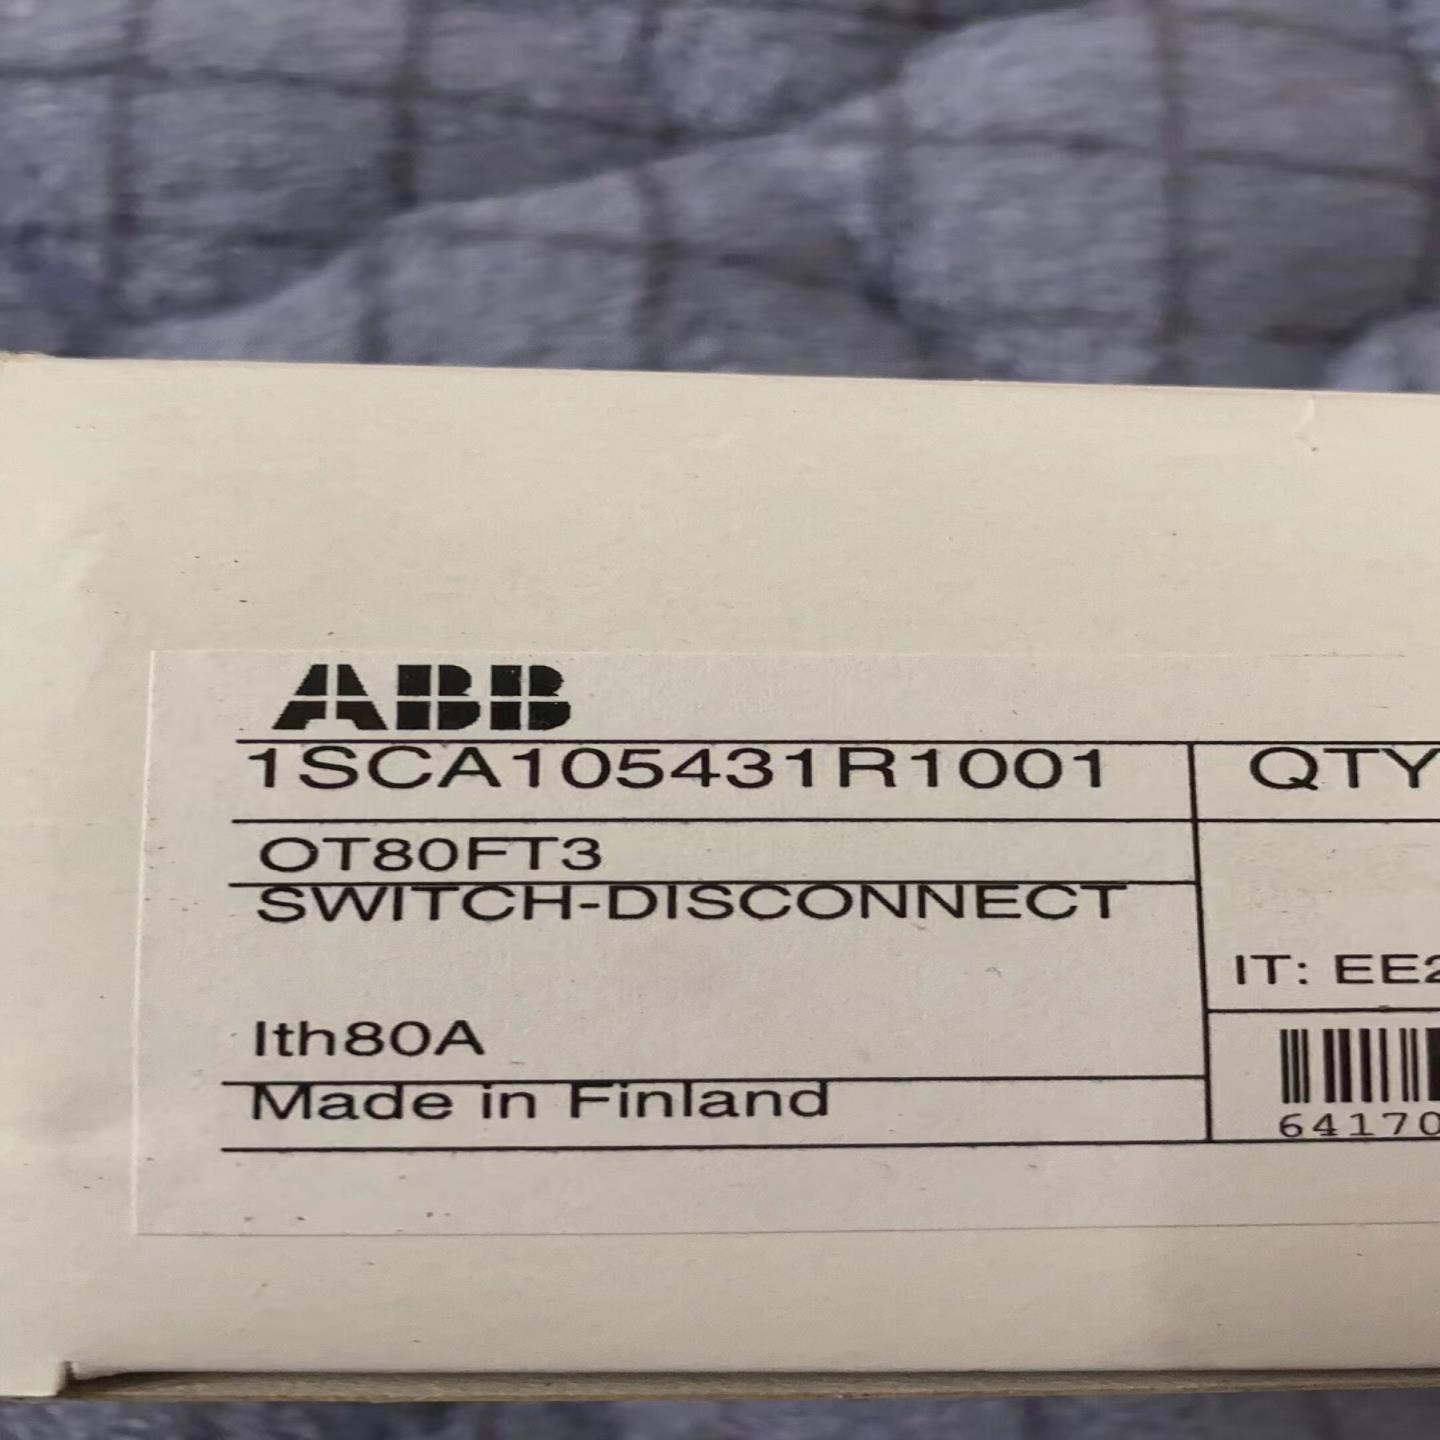 ABB
1SCA105431R1001 QTY
OT80FT3
SWITCH-DISCONNECT
IT: EE2
Ith80A
Made in Finland
64170